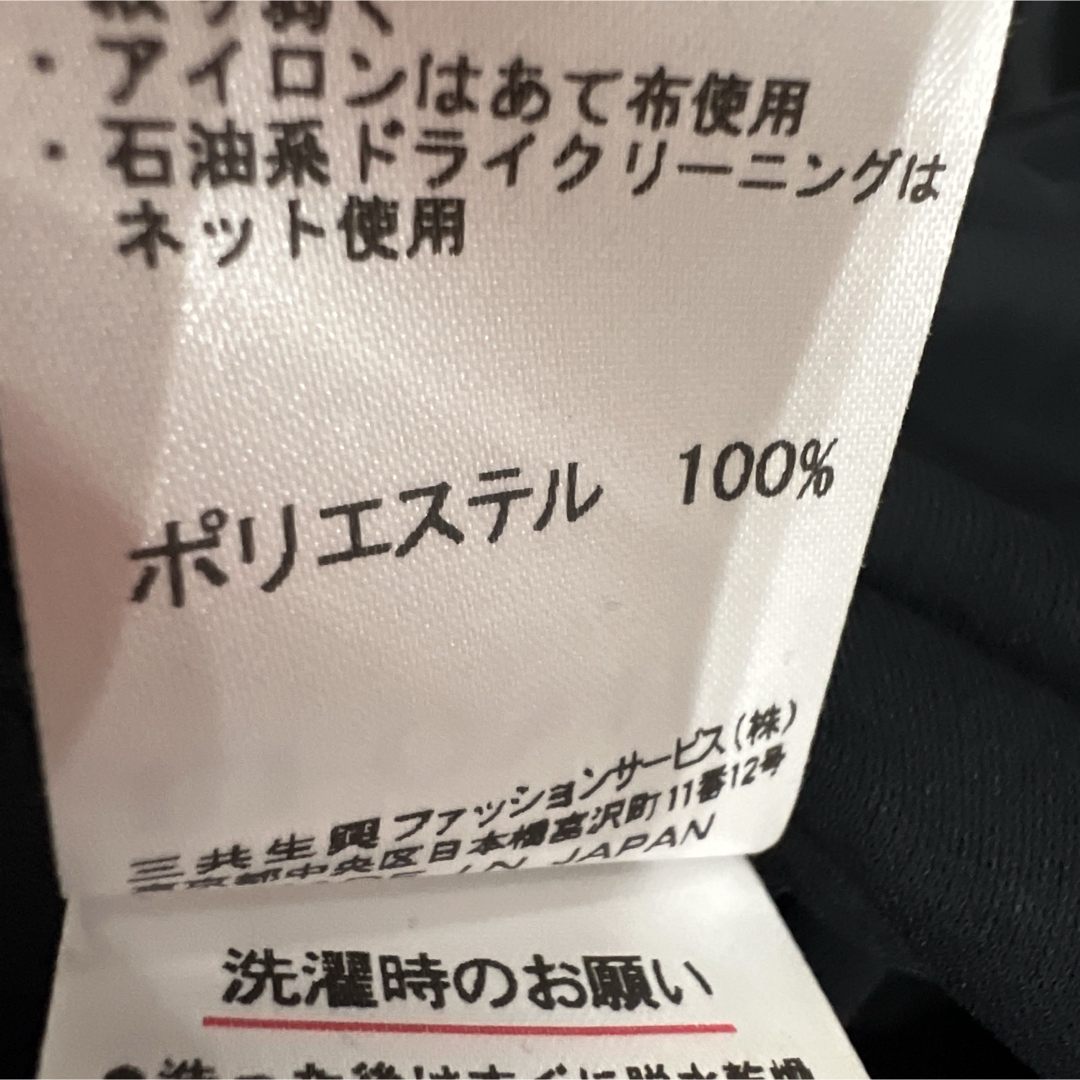 ・アイロンはあて布使用
・石油系ドライクリーニングは
ネット使用
ポリエステル 100%
三共生興ファッションサービス(株)
東京都中央区日本橋富沢町11番12号
IN JAPAN
洗濯時のお願い